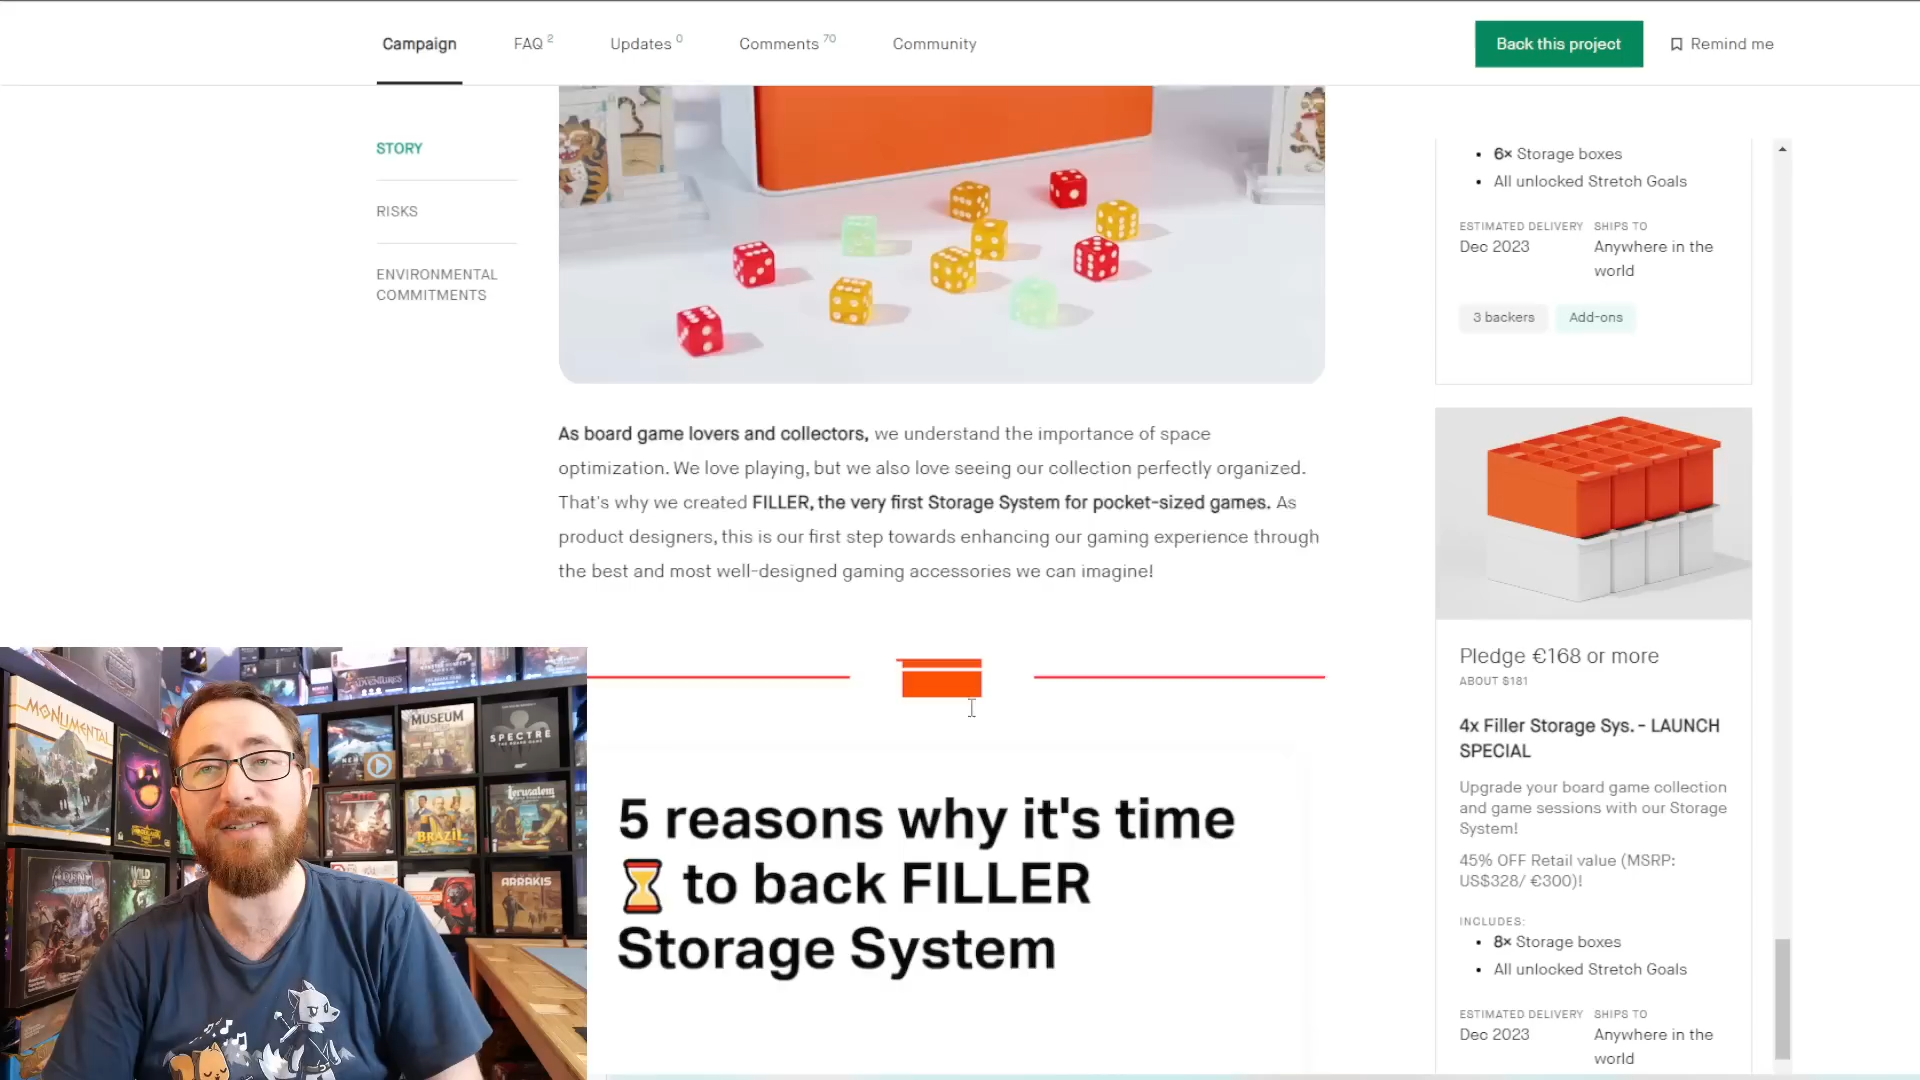 Campaign
FAQ 2
Updates 0
Comments 70
Community
Back this project
Remind me
STORY
RISKS
ENVIRONMENTAL
COMMITMENTS
As board game lovers and collectors, we understand the importance of space
optimization. We love playing, but we also love seeing our collection perfectly organized.
That's why we created FILLER, the very first Storage System for pocket-sized games. As
product designers, this is our first step towards enhancing our gaming experience through
the best and most well-designed gaming accessories we can imagine!
5 reasons why it's time
⏳ to back FILLER
Storage System
• 6× Storage boxes
• All unlocked Stretch Goals
ESTIMATED DELIVERY
Dec 2023
SHIPS TO
Anywhere in the
world
3 backers
Add-ons
Pledge €168 or more
ABOUT $181
4x Filler Storage Sys. - LAUNCH
SPECIAL
Upgrade your board game collection
and game sessions with our Storage
System!
45% OFF Retail value (MSRP:
US$328/ €300)!
INCLUDES:
• 8× Storage boxes
• All unlocked Stretch Goals
ESTIMATED DELIVERY
Dec 2023
SHIPS TO
Anywhere in the
world
MONUMENTAL
MUSEUM
SPECTRE
BRAZIL
Jerusalem
ARRAKIS
WILD